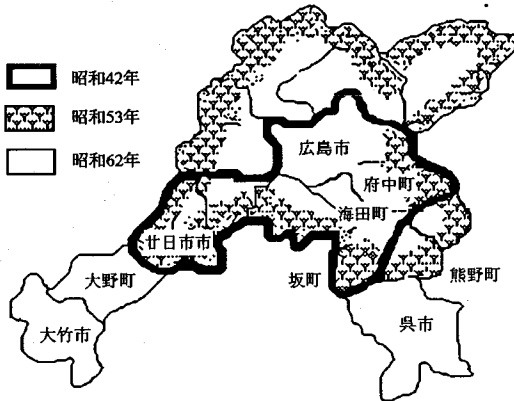 昭和42年
昭和53年
昭和62年
広島市
府中町
海田町
廿日市市
大野町
坂町
熊野町
大竹市
呉市